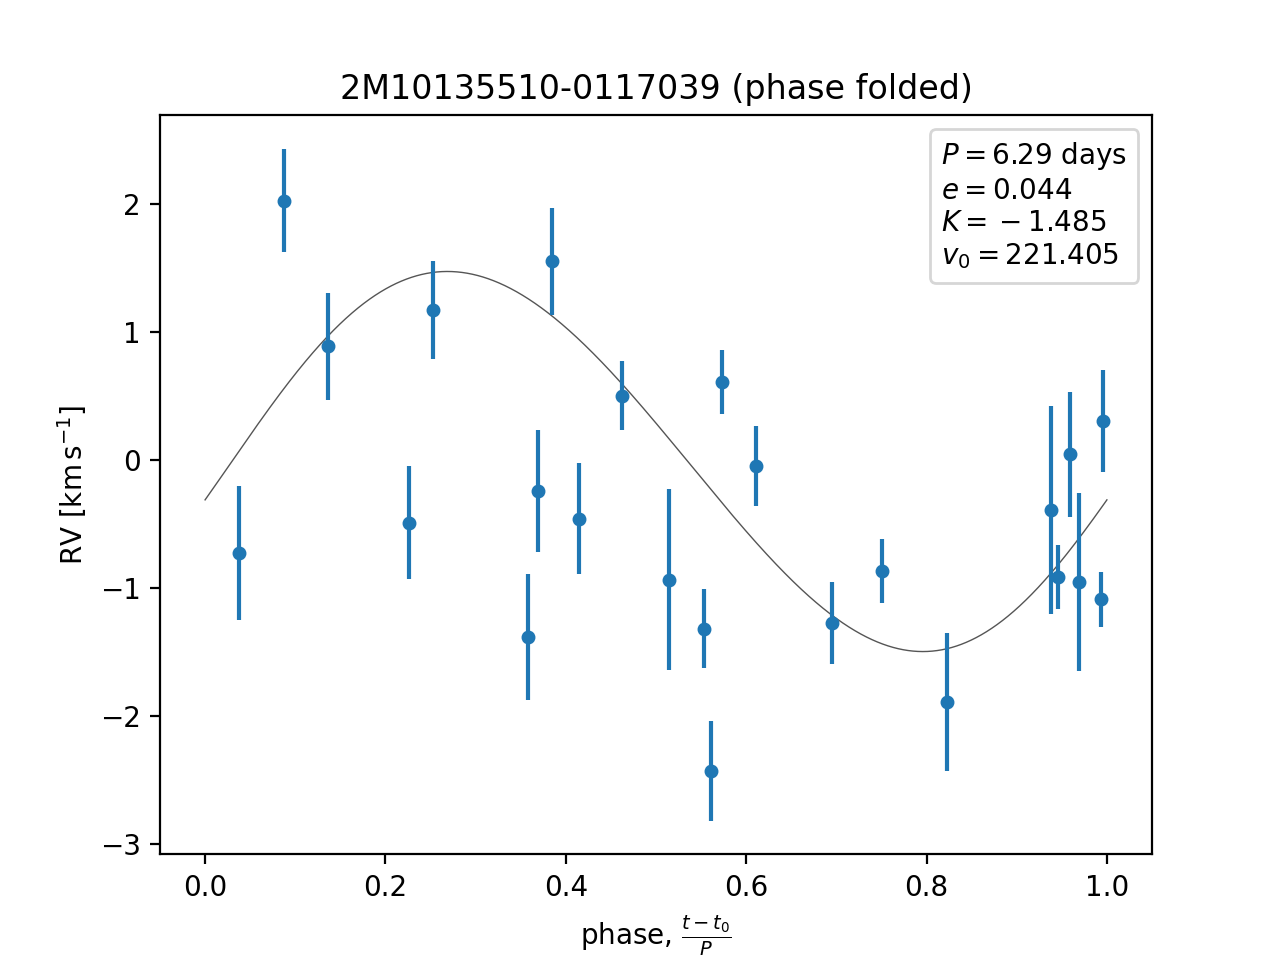 2M10135510-0117039 (phase folded)
P = 6.29 days
e = 0.044
K = −1.485
v₀ = 221.405
2
1
0
−1
−2
−3
RV [km s⁻¹]
0.0 0.2 0.4 0.6 0.8 1.0
phase, (t − t₀)/P